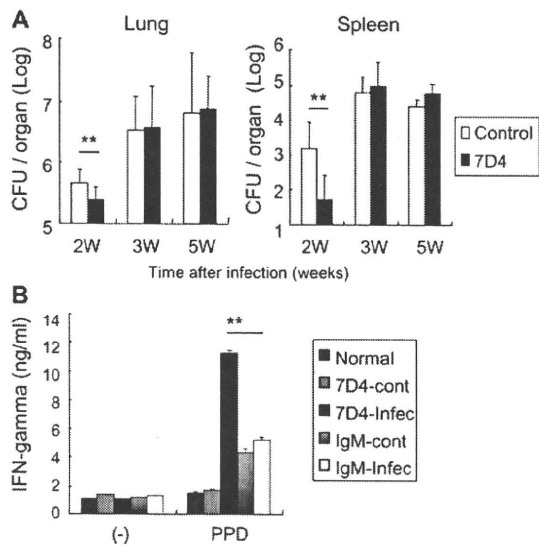 A
Lung
Spleen
CFU / organ (Log)
8
7
6
5
**
2W 3W 5W
CFU / organ (Log)
6
5
4
3
2
1
**
2W 3W 5W
Control
7D4
Time after infection (weeks)
B
IFN-gamma (ng/ml)
14
12
10
8
6
4
2
0
**
(-) PPD
Normal
7D4-cont
7D4-Infec
IgM-cont
IgM-Infec